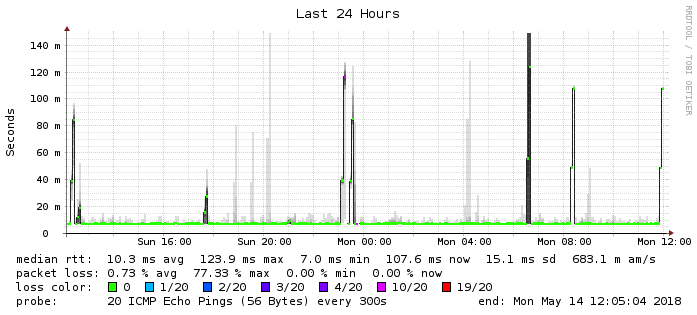 Last 24 Hours
RRDTOOL / TOBI OETIKER
Seconds
140 m
120 m
100 m
80 m
60 m
40 m
20 m
0
Sun 16:00 Sun 20:00 Mon 00:00 Mon 04:00 Mon 08:00 Mon 12:00
median rtt: 10.3 ms avg 123.9 ms max 7.0 ms min 107.6 ms now 15.1 ms sd 683.1 m am/s
packet loss: 0.73 % avg 77.33 % max 0.00 % min 0.00 % now
loss color: 0 1/20 2/20 3/20 4/20 10/20 19/20
probe: 20 ICMP Echo Pings (56 Bytes) every 300s end: Mon May 14 12:05:04 2018